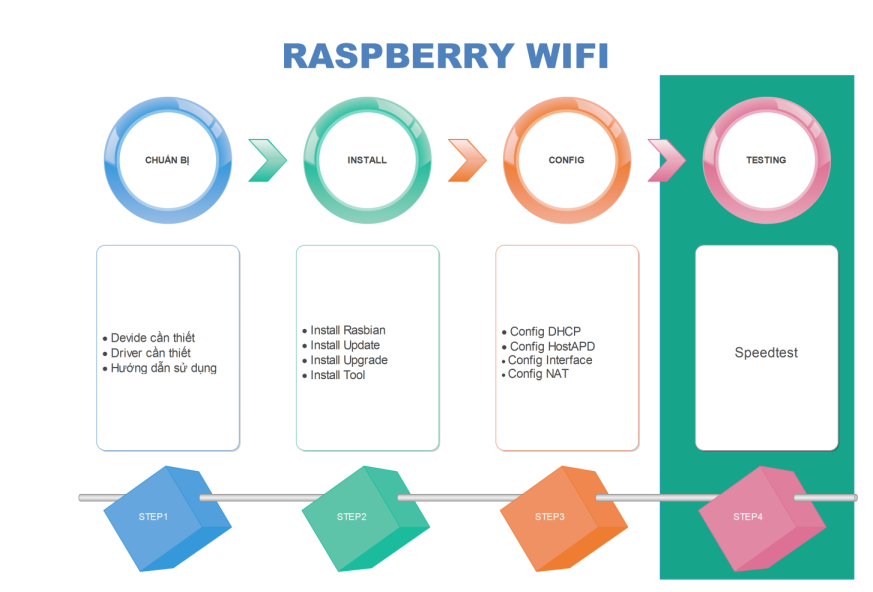 RASPBERRY WIFI
CHUẨN BỊ
INSTALL
CONFIG
TESTING
• Devide cần thiết
• Driver cần thiết
• Hướng dẫn sử dụng
• Install Rasbian
• Install Update
• Install Upgrade
• Install Tool
• Config DHCP
• Config HostAPD
• Config Interface
• Config NAT
Speedtest
STEP1
STEP2
STEP3
STEP4